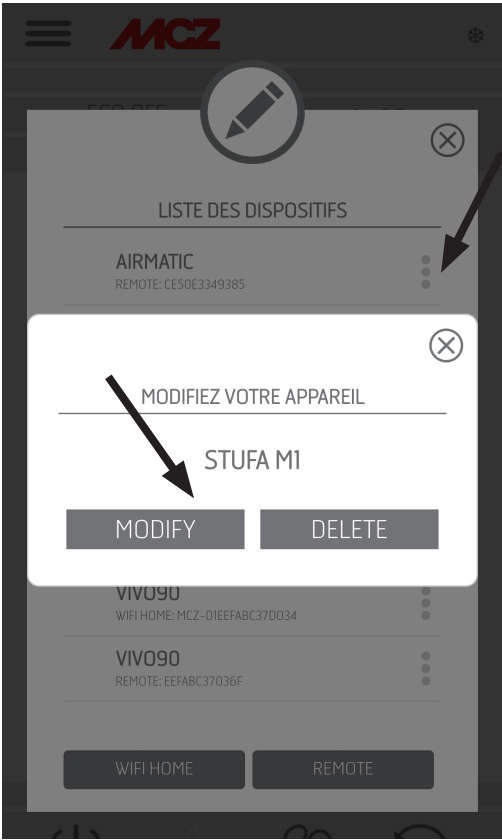 MCZ
ECO OFF
LISTE DES DISPOSITIFS
AIRMATIC
REMOTE: CE50E3349385
MODIFIEZ VOTRE APPAREIL
STUFA M1
MODIFY
DELETE
VIVO90
WIFI HOME: MCZ-01EEFABC37D034
VIVO90
REMOTE: EEFABC37036F
WIFI HOME
REMOTE